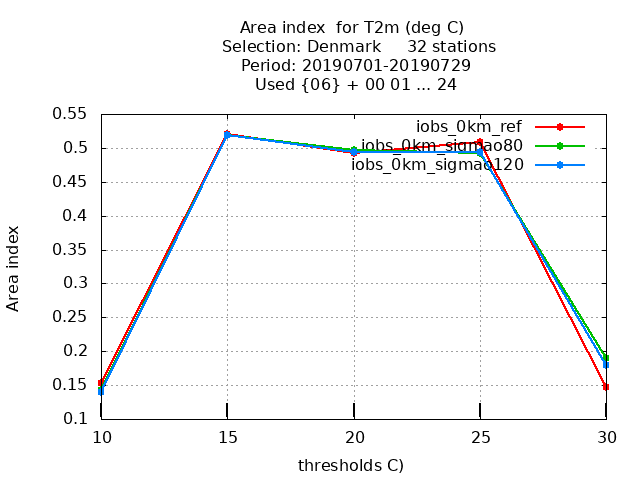 Area index  for T2m (deg C)
Selection: Denmark     32 stations
Period: 20190701-20190729
Used {06} + 00 01 ... 24
iobs_0km_ref
iobs_0km_sigmao80
iobs_0km_sigmao120
0.55
0.5
0.45
0.4
0.35
0.3
0.25
0.2
0.15
0.1
Area index
10 15 20 25 30
thresholds C)